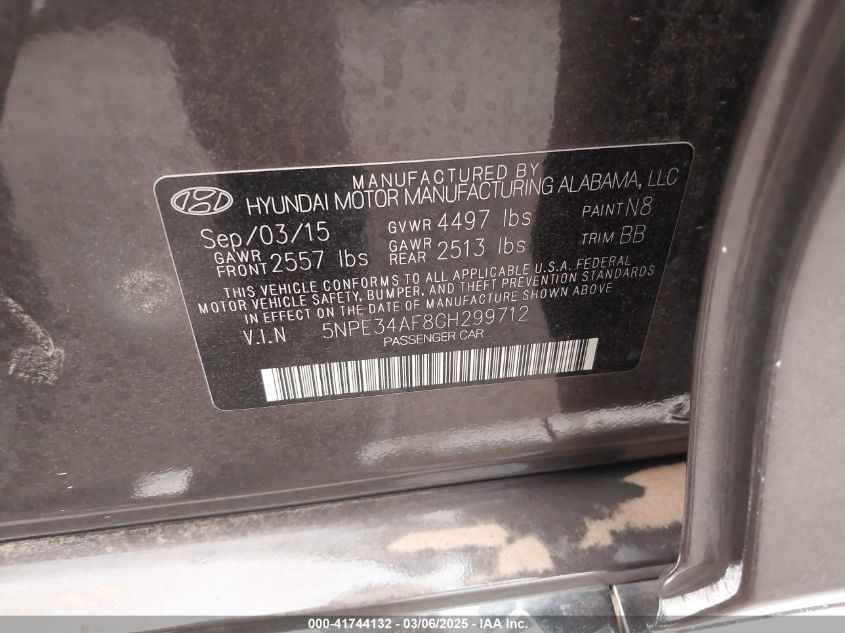 MANUFACTURED BY
HYUNDAI MOTOR MANUFACTURING ALABAMA, LLC
Sep/03/15 GVWR 4497 lbs PAINT N8
GAWR FRONT 2557 lbs GAWR REAR 2513 lbs TRIM BB
THIS VEHICLE CONFORMS TO ALL APPLICABLE U.S.A. FEDERAL
MOTOR VEHICLE SAFETY, BUMPER, AND THEFT PREVENTION STANDARDS
IN EFFECT ON THE DATE OF MANUFACTURE SHOWN ABOVE
V.I.N 5NPE34AF8GH299712
PASSENGER CAR
000-41744132 - 03/06/2025 - IAA Inc.